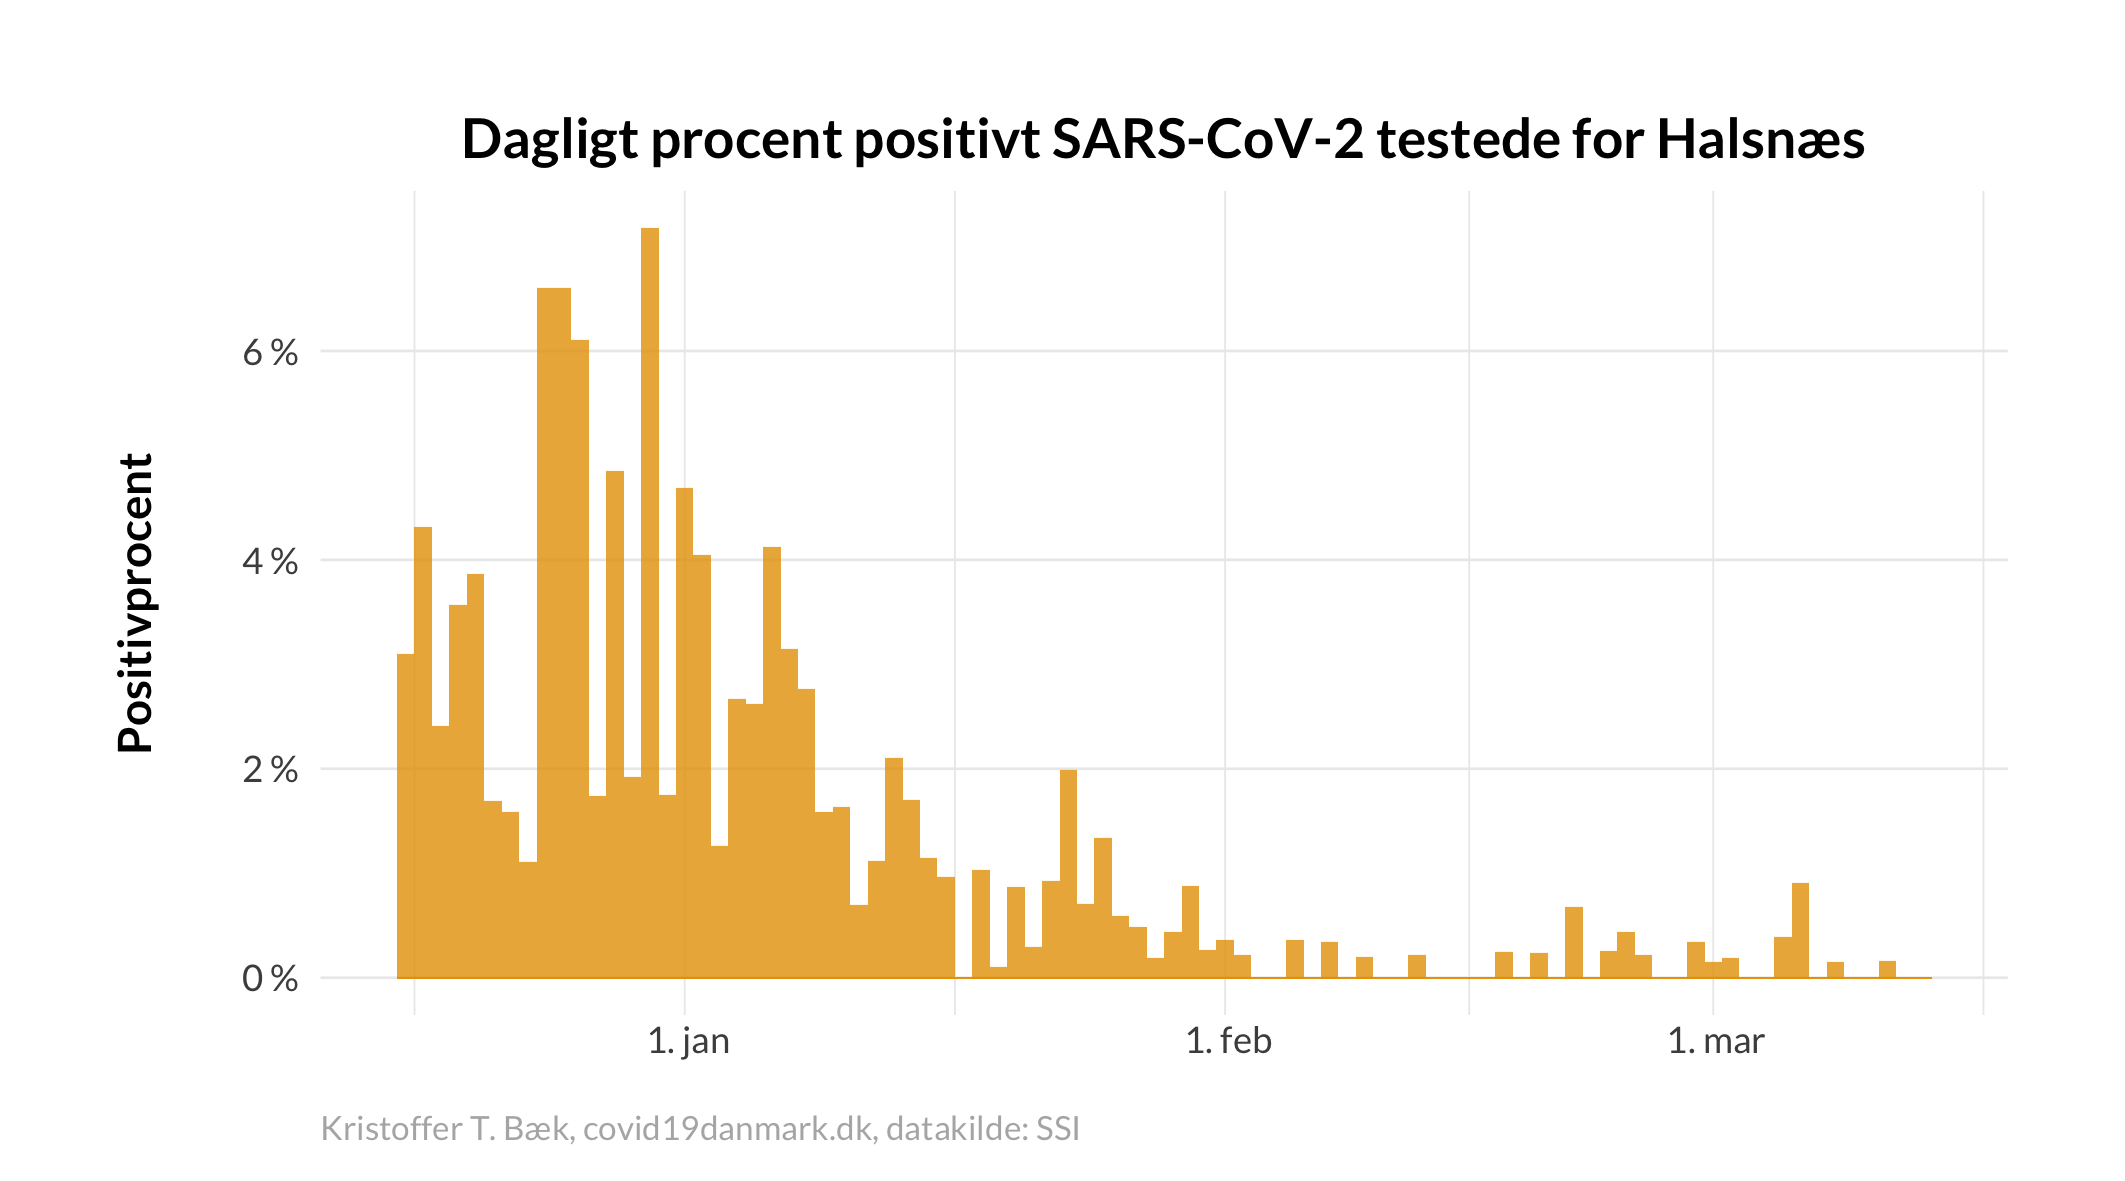 Dagligt procent positivt SARS-CoV-2 testede for Halsnæs
Positivprocent
6 %
4 %
2 %
0 %
1. jan
1. feb
1. mar
Kristoffer T. Bæk, covid19danmark.dk, datakilde: SSI